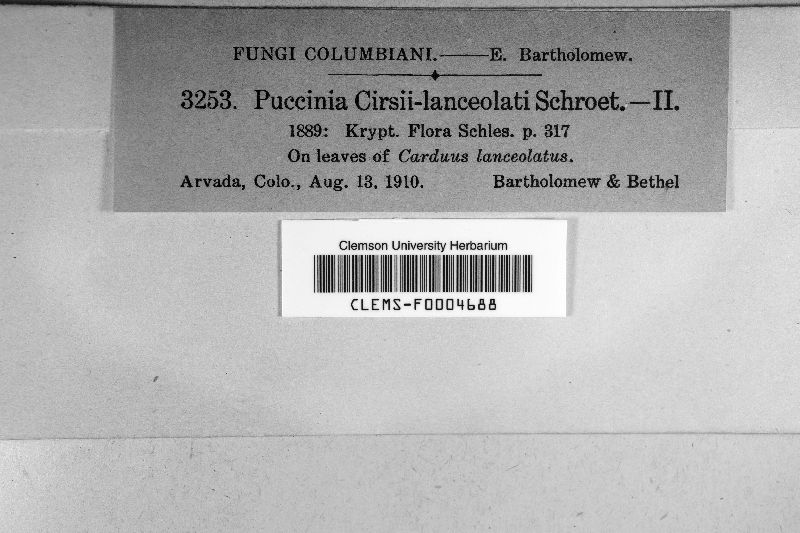 FUNGI COLUMBIANI.——E. Bartholomew.
3253. Puccinia Cirsii-lanceolati Schroet.—II.
1889: Krypt. Flora Schles. p. 317
On leaves of Carduus lanceolatus.
Arvada, Colo., Aug. 13, 1910. Bartholomew & Bethel
Clemson University Herbarium
CLEMS-F0004688